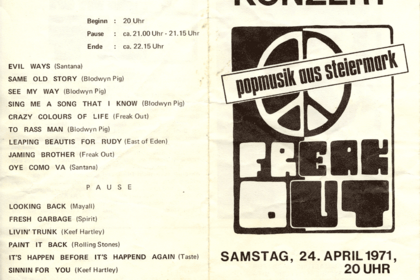 Beginn : 20 Uhr
Pause : ca. 21.00 Uhr - 21.15 Uhr
Ende : ca. 22.15 Uhr
EVIL WAYS (Santana)
SAME OLD STORY (Blodwyn Pig)
SEE MY WAY (Blodwyn Pig)
SING ME A SONG THAT I KNOW (Blodwyn Pig)
CRAZY COLOURS OF LIFE (Freak Out)
TO RASS MAN (Blodwyn Pig)
LEAPING BEAUTIS FOR RUDY (East of Eden)
JAMING BROTHER (Freak Out)
OYE COMO VA (Santana)
PAUSE
LOOKING BACK (Mayall)
FRESH GARBAGE (Spirit)
LIVIN' TRUNK (Keef Hartley)
PAINT IT BACK (Rolling Stones)
IT'S HAPPEN BEFORE IT'S HAPPEND AGAIN (Taste)
SINNIN FOR YOU (Keef Hartley)
KONZERT
popmusik aus steiermark
FREAK
OUT
SAMSTAG, 24. APRIL 1971,
20 UHR